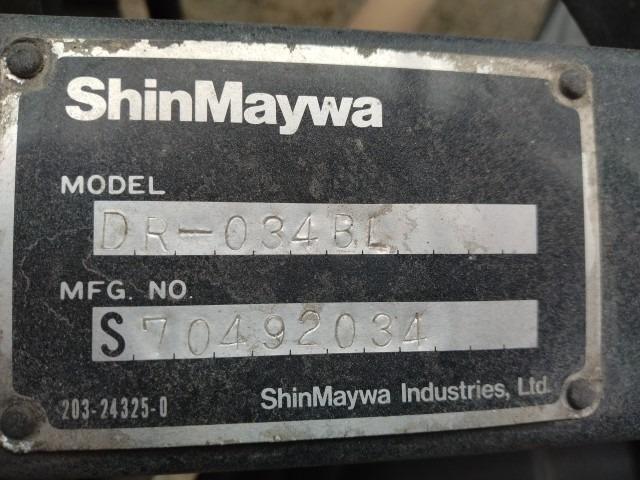 ShinMaywa
MODEL
DR-034BL
MFG. NO.
S70492034
203-24325-0
ShinMaywa Industries, Ltd.